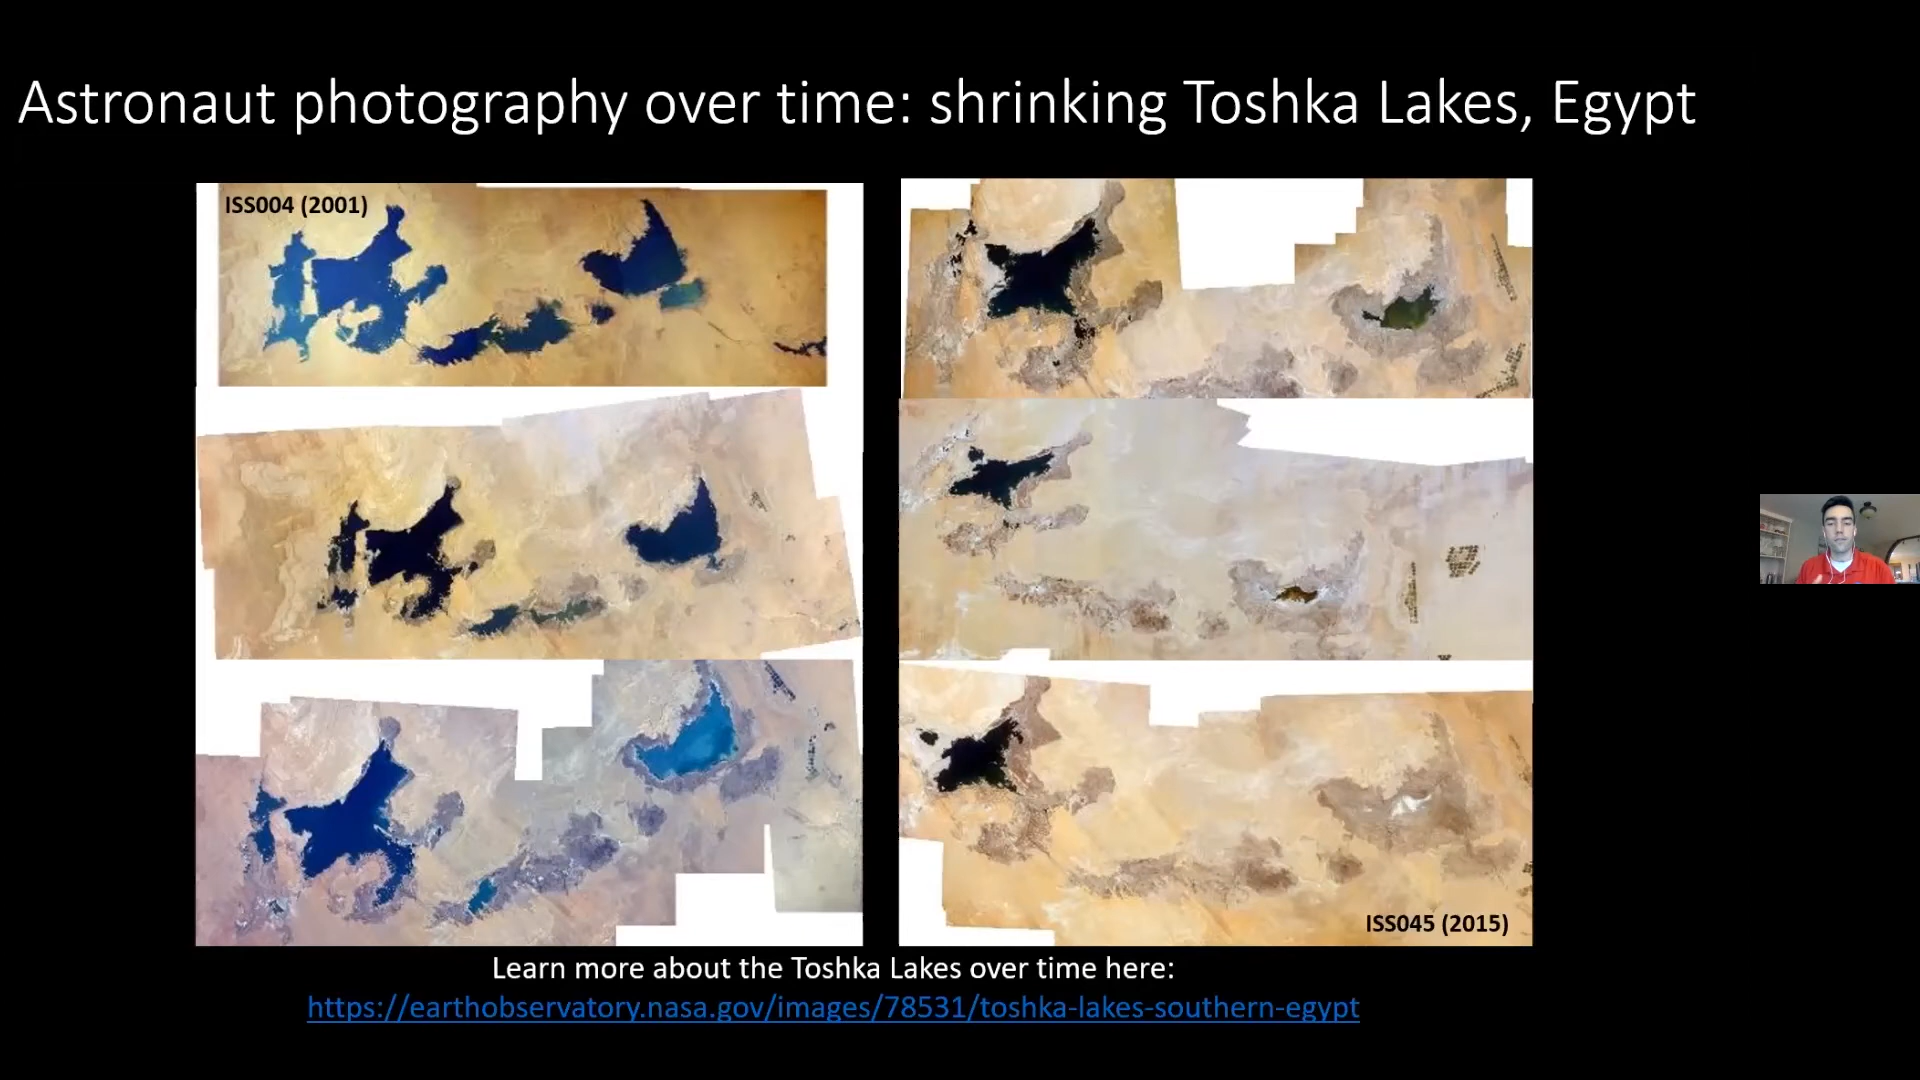 Astronaut photography over time: shrinking Toshka Lakes, Egypt
ISS004 (2001)
ISS045 (2015)
Learn more about the Toshka Lakes over time here:
https://earthobservatory.nasa.gov/images/78531/toshka-lakes-southern-egypt